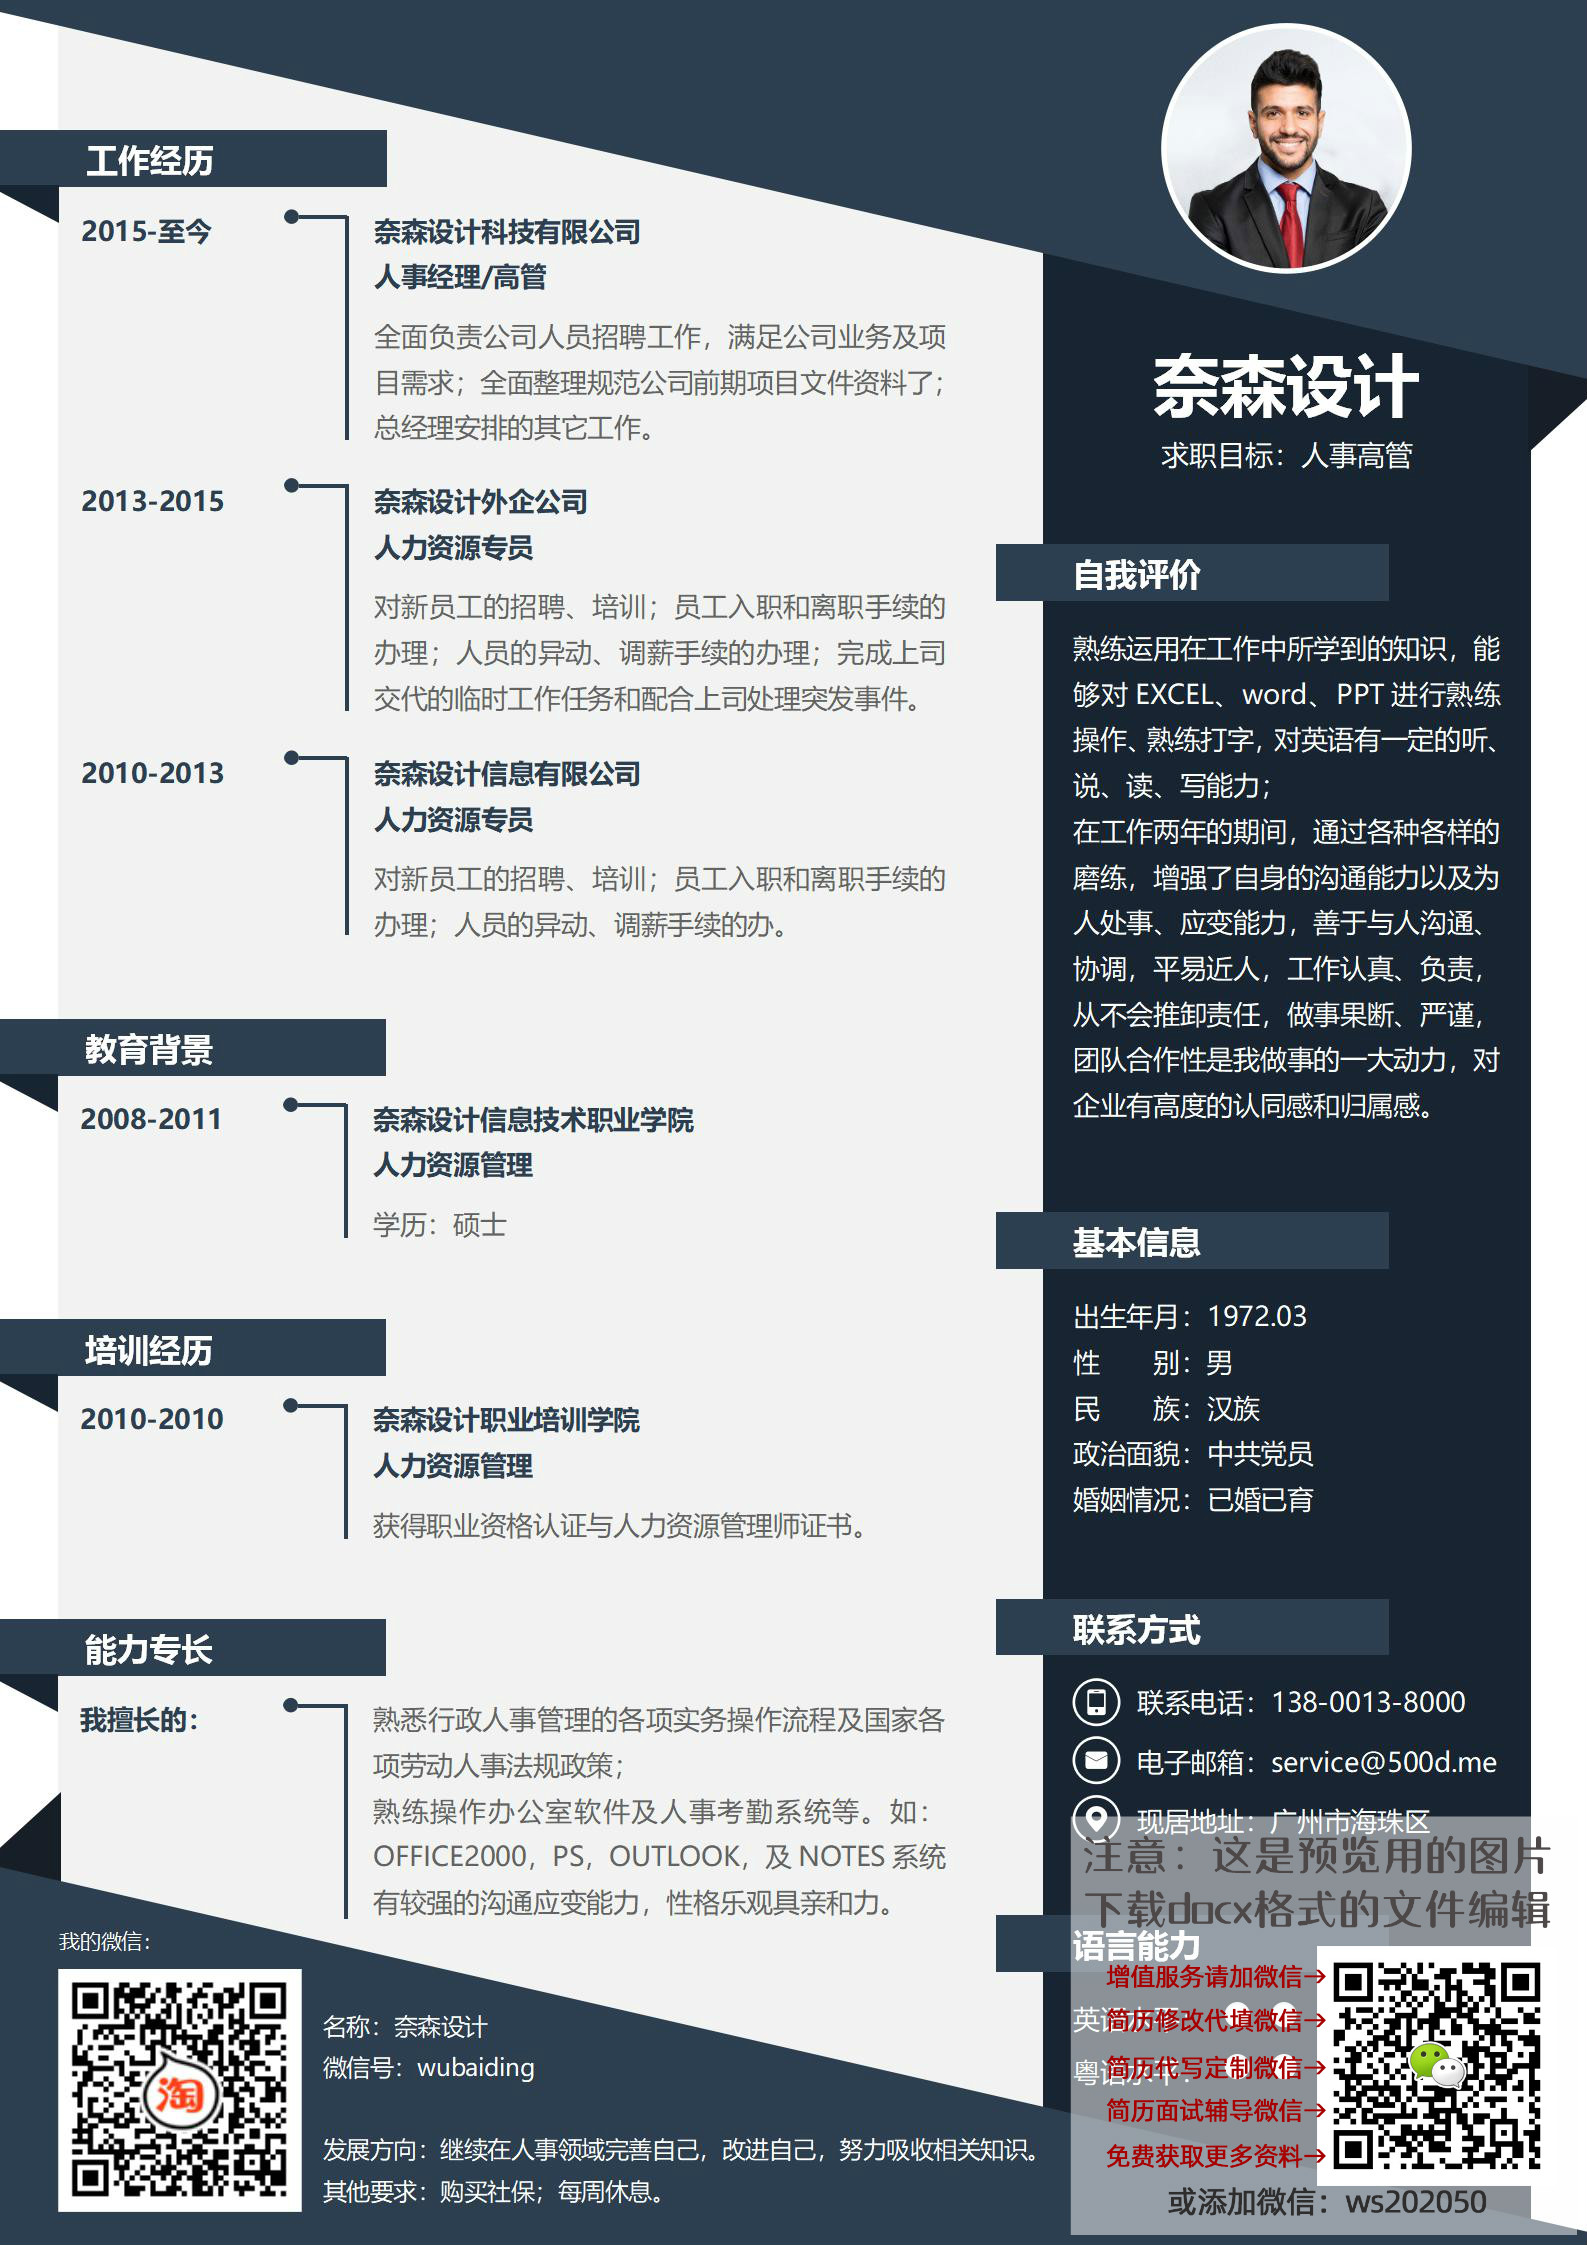 工作经历
2015-至今
奈森设计科技有限公司
人事经理/高管
全面负责公司人员招聘工作，满足公司业务及项
目需求；全面整理规范公司前期项目文件资料了；
总经理安排的其它工作。
2013-2015
奈森设计外企公司
人力资源专员
对新员工的招聘、培训；员工入职和离职手续的
办理；人员的异动、调薪手续的办理；完成上司
交代的临时工作任务和配合上司处理突发事件。
2010-2013
奈森设计信息有限公司
人力资源专员
对新员工的招聘、培训；员工入职和离职手续的
办理；人员的异动、调薪手续的办。
教育背景
2008-2011
奈森设计信息技术职业学院
人力资源管理
学历：硕士
培训经历
2010-2010
奈森设计职业培训学院
人力资源管理
获得职业资格认证与人力资源管理师证书。
能力专长
我擅长的：
熟悉行政人事管理的各项实务操作流程及国家各
项劳动人事法规政策；
熟练操作办公室软件及人事考勤系统等。如：
OFFICE2000，PS，OUTLOOK，及 NOTES 系统
有较强的沟通应变能力，性格乐观具亲和力。
我的微信：
淘
名称：奈森设计
微信号：wubaiding
发展方向：继续在人事领域完善自己，改进自己，努力吸收相关知识。
其他要求：购买社保；每周休息。
奈森设计
求职目标：人事高管
自我评价
熟练运用在工作中所学到的知识，能
够对 EXCEL、word、PPT 进行熟练
操作、熟练打字，对英语有一定的听、
说、读、写能力；
在工作两年的期间，通过各种各样的
磨练，增强了自身的沟通能力以及为
人处事、应变能力，善于与人沟通、
协调，平易近人，工作认真、负责，
从不会推卸责任，做事果断、严谨，
团队合作性是我做事的一大动力，对
企业有高度的认同感和归属感。
基本信息
出生年月：1972.03
性　　别：男
民　　族：汉族
政治面貌：中共党员
婚姻情况：已婚已育
联系方式
联系电话：138-0013-8000
电子邮箱：service@500d.me
现居地址：广州市海珠区
注意：这是预览用的图片
下载docx格式的文件编辑
语言能力
英语水平：
粤语水平：
增值服务请加微信→
简历修改代填微信→
简历代写定制微信→
简历面试辅导微信→
免费获取更多资料→
或添加微信：ws202050